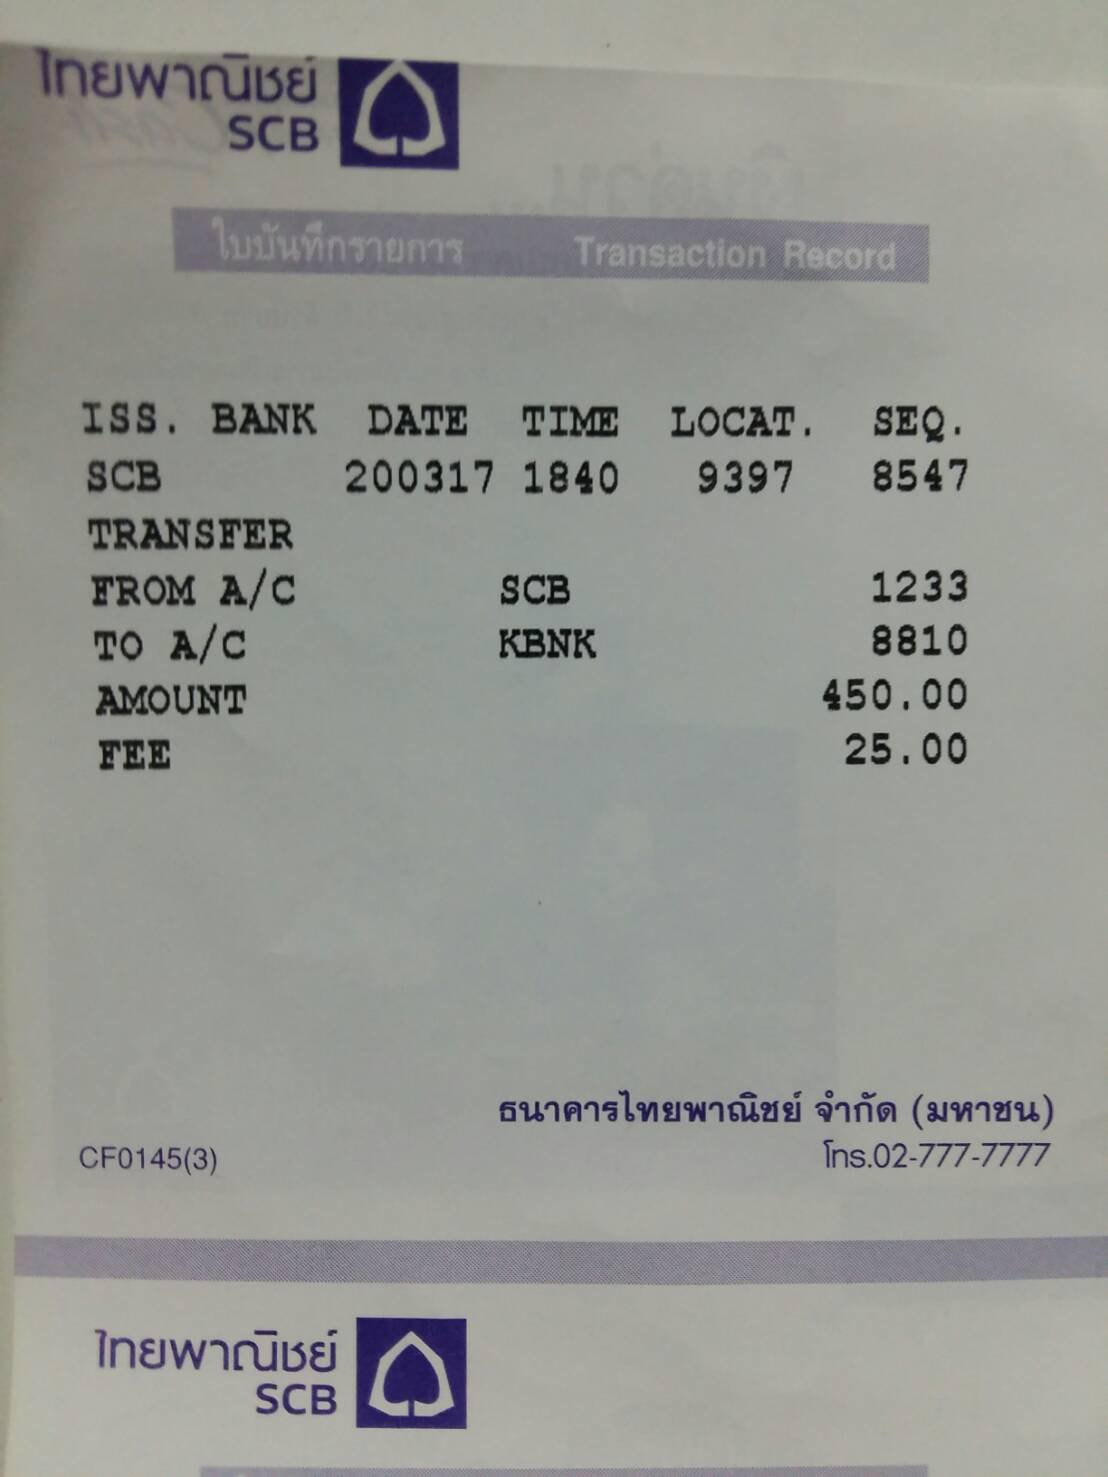 ไทยพาณิชย์
SCB
ใบบันทึกรายการ Transaction Record
ISS. BANK DATE TIME LOCAT. SEQ.
SCB 200317 1840 9397 8547
TRANSFER
FROM A/C SCB 1233
TO A/C KBNK 8810
AMOUNT 450.00
FEE 25.00
ธนาคารไทยพาณิชย์ จำกัด (มหาชน)
CF0145(3) โทร.02-777-7777
ไทยพาณิชย์
SCB